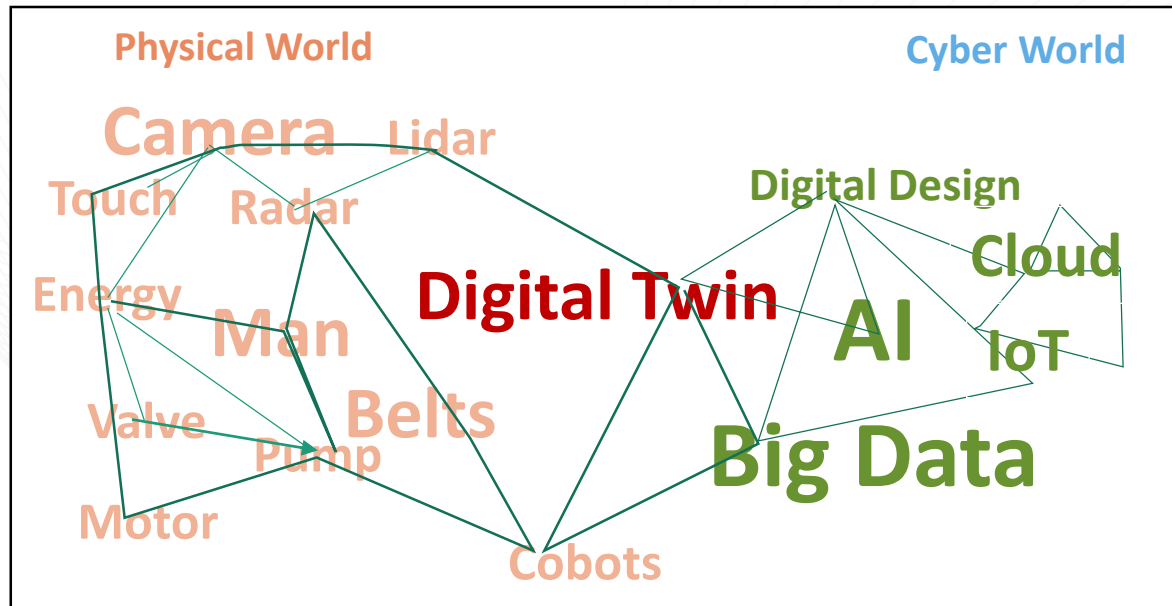 Physical World
Cyber World
Camera
Lidar
Touch
Radar
Digital Design
Cloud
Energy
Digital Twin
Man
AI
IoT
Belts
Valve
Pump
Big Data
Motor
Cobots